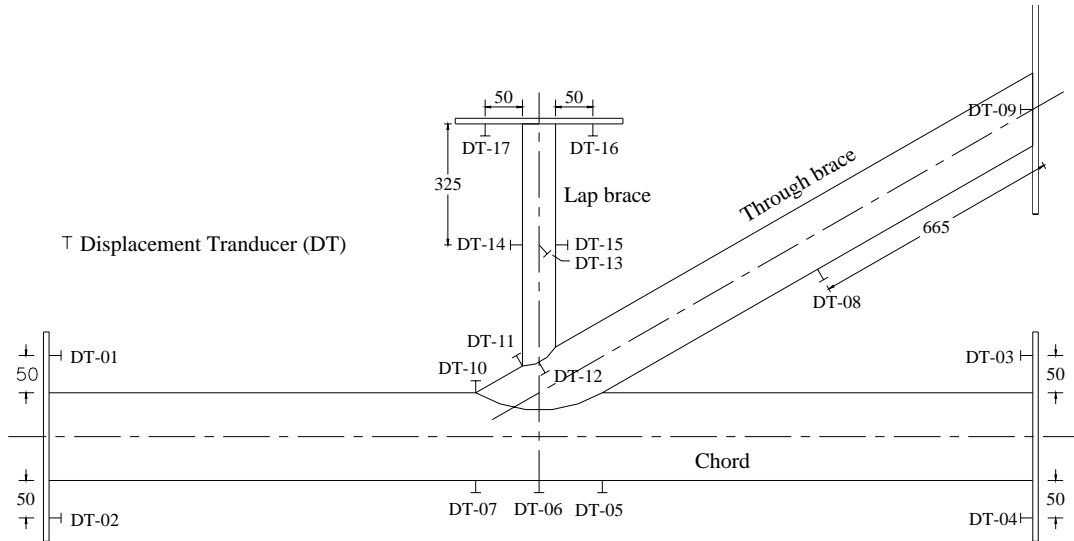 50
50
DT-09
DT-17
DT-16
Through brace
325
Lap brace
665
DT-14
DT-15
DT-13
⊤ Displacement Tranducer (DT)
DT-08
DT-11
DT-01
DT-03
50
DT-10
DT-12
50
Chord
50
DT-07
DT-06
DT-05
50
DT-02
DT-04